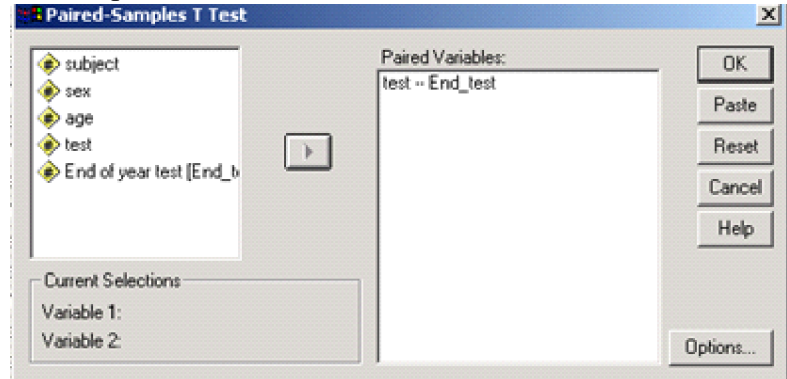 Paired-Samples T Test
subject
sex
age
test
End of year test [End_t
Current Selections
Variable 1:
Variable 2:
Paired Variables:
test -- End_test
OK
Paste
Reset
Cancel
Help
Options...